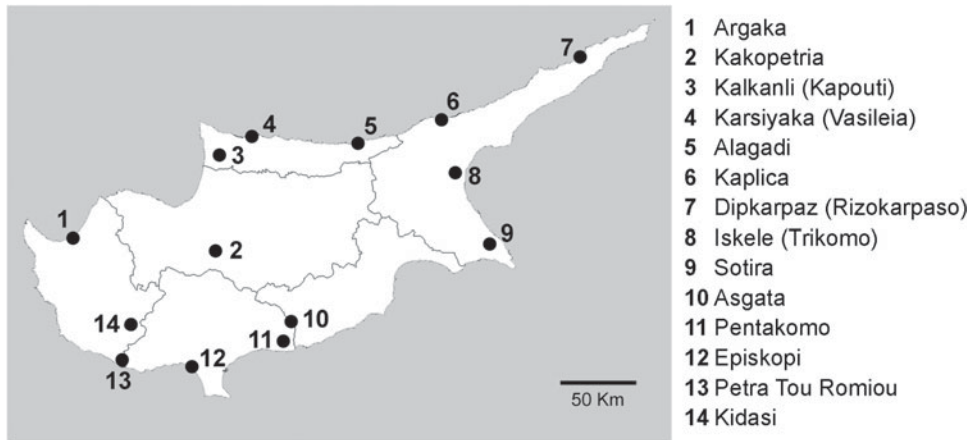 1 Argaka
2 Kakopetria
3 Kalkanli (Kapouti)
4 Karsiyaka (Vasileia)
5 Alagadi
6 Kaplica
7 Dipkarpaz (Rizokarpaso)
8 Iskele (Trikomo)
9 Sotira
10 Asgata
11 Pentakomo
12 Episkopi
13 Petra Tou Romiou
14 Kidasi
7
6
4
5
3
8
1
9
2
10
14
11
12
13
50 Km